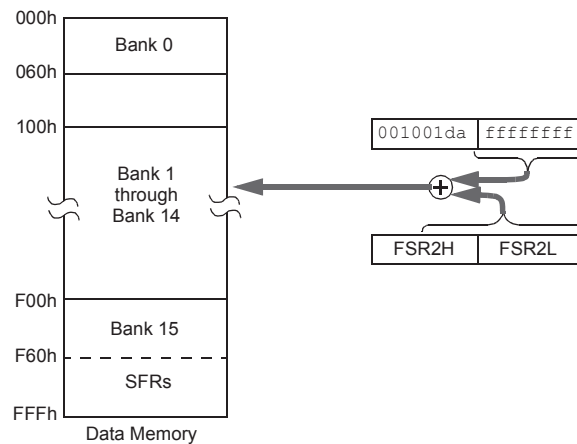 000h
Bank 0
060h
100h
001001da ffffffff
Bank 1
through
Bank 14
FSR2H FSR2L
F00h
Bank 15
F60h
SFRs
FFFh
Data Memory